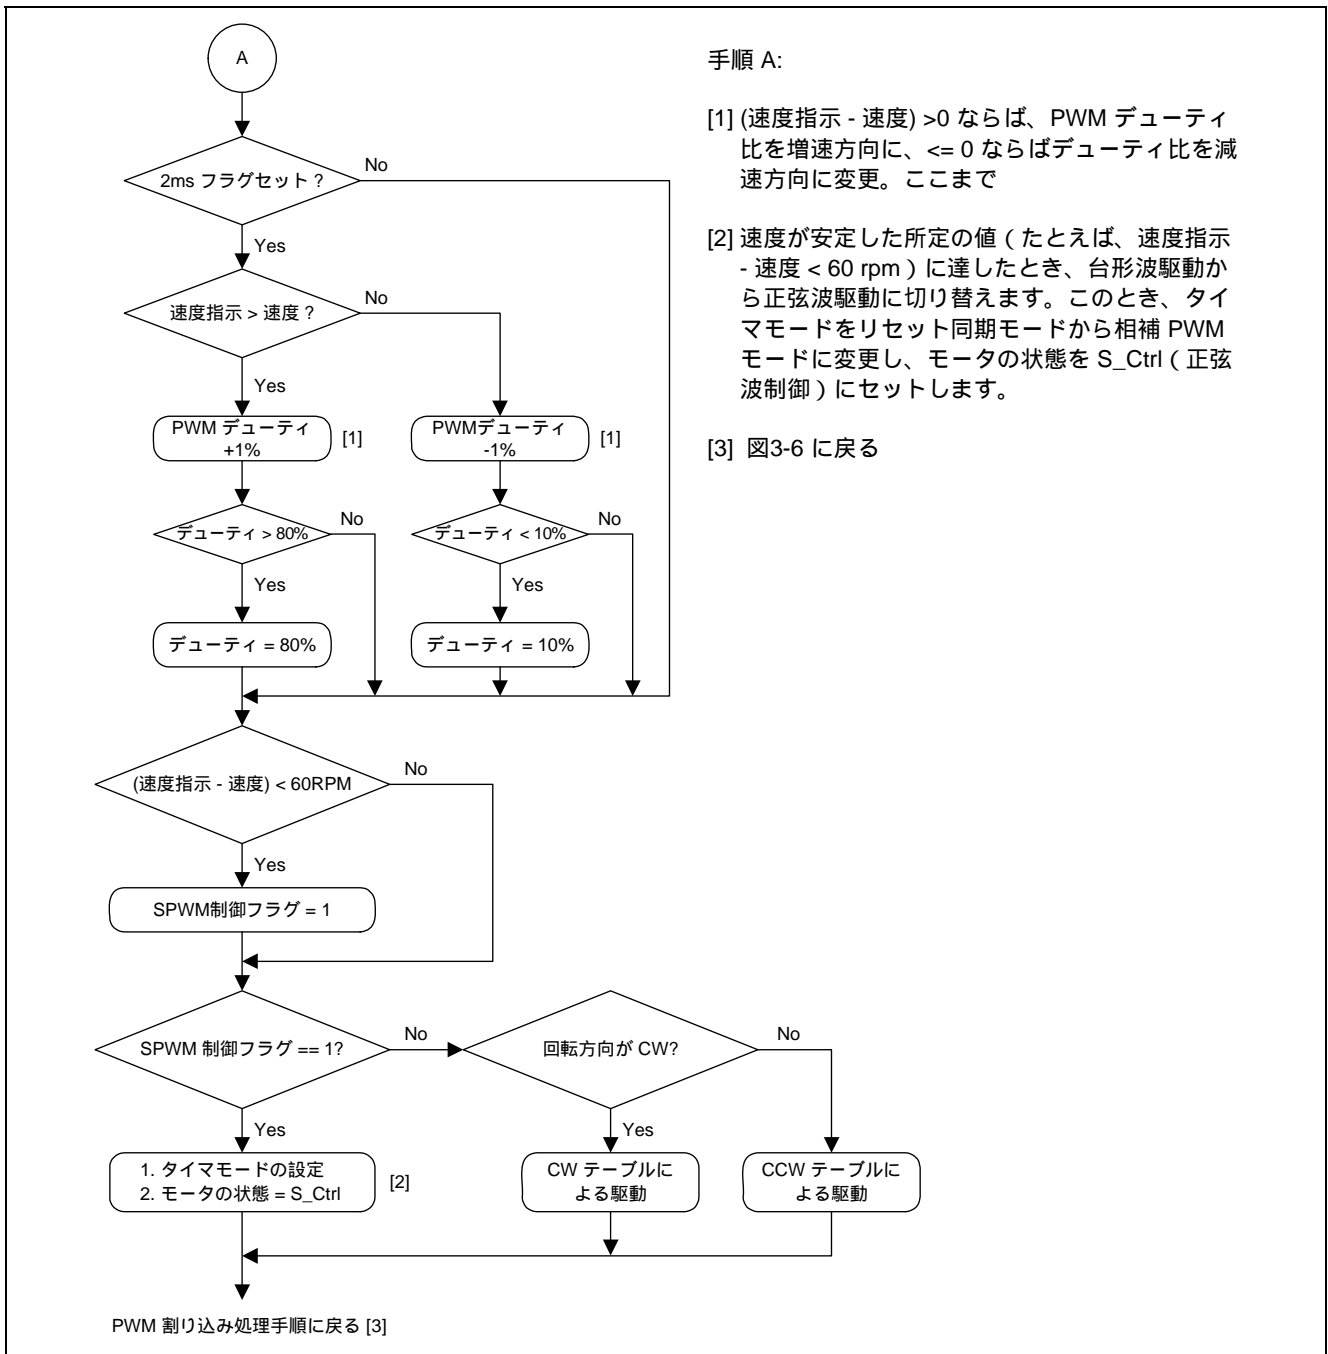 A
手順 A:
2ms フラグセット ?
No
Yes
[1] (速度指示 - 速度) >0 ならば、PWM デューティ
比を増速方向に、<= 0 ならばデューティ比を減
速方向に変更。ここまで
[2] 速度が安定した所定の値 ( たとえば、速度指示
- 速度 < 60 rpm ) に達したとき、台形波駆動か
ら正弦波駆動に切り替えます。このとき、タイ
マモードをリセット同期モードから相補 PWM
モードに変更し、モータの状態を S_Ctrl ( 正弦
波制御 ) にセットします。
[3] 図3-6 に戻る
速度指示 > 速度 ?
No
Yes
PWM デューティ
+1%
[1]
PWMデューティ
-1%
[1]
デューティ > 80%
No
Yes
デューティ < 10%
No
Yes
デューティ = 80%
デューティ = 10%
(速度指示 - 速度) < 60RPM
No
Yes
SPWM制御フラグ = 1
SPWM 制御フラグ == 1?
No
Yes
回転方向が CW?
No
Yes
1. タイマモードの設定
2. モータの状態 = S_Ctrl
[2]
CW テーブルに
よる駆動
CCW テーブルに
よる駆動
PWM 割り込み処理手順に戻る [3]